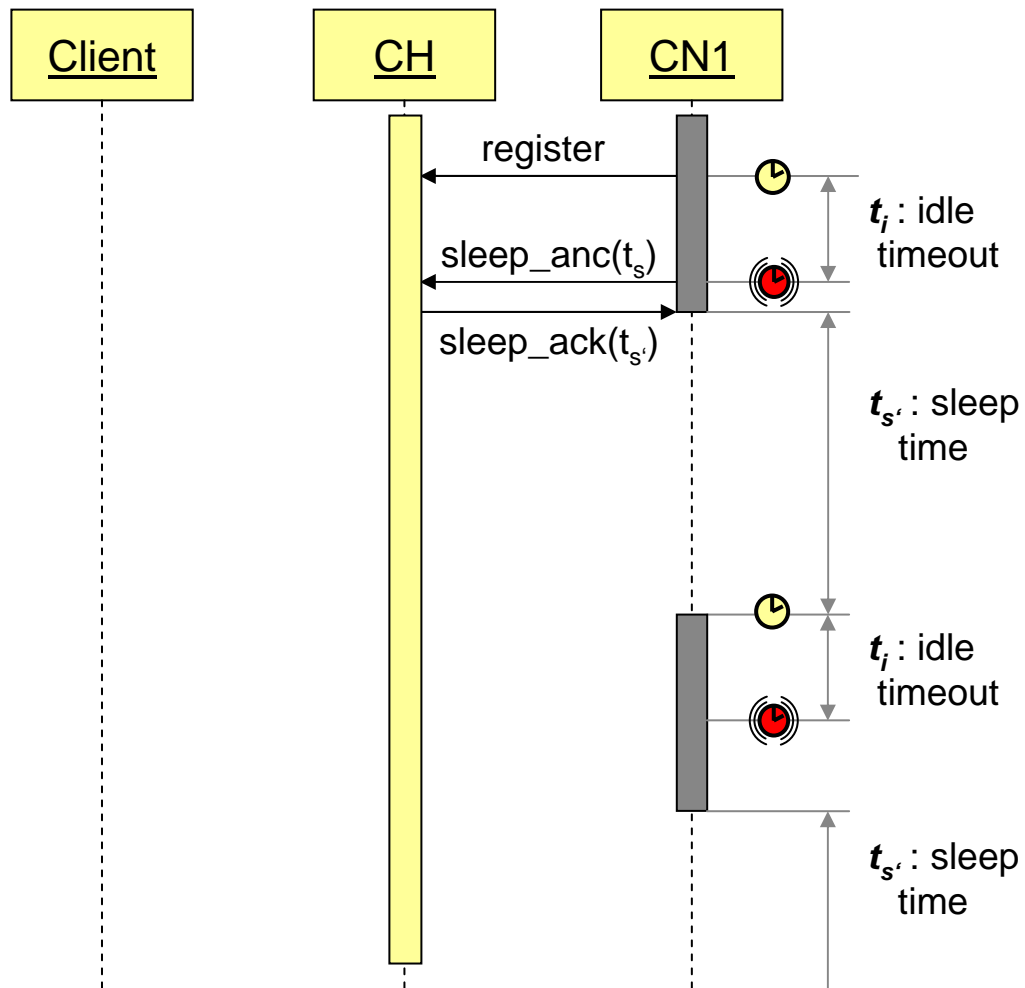 Client
CH
CN1
register
t_i : idle
timeout
sleep_anc(t_s)
sleep_ack(t_s‘)
t_s‘ : sleep
time
t_i : idle
timeout
t_s‘ : sleep
time